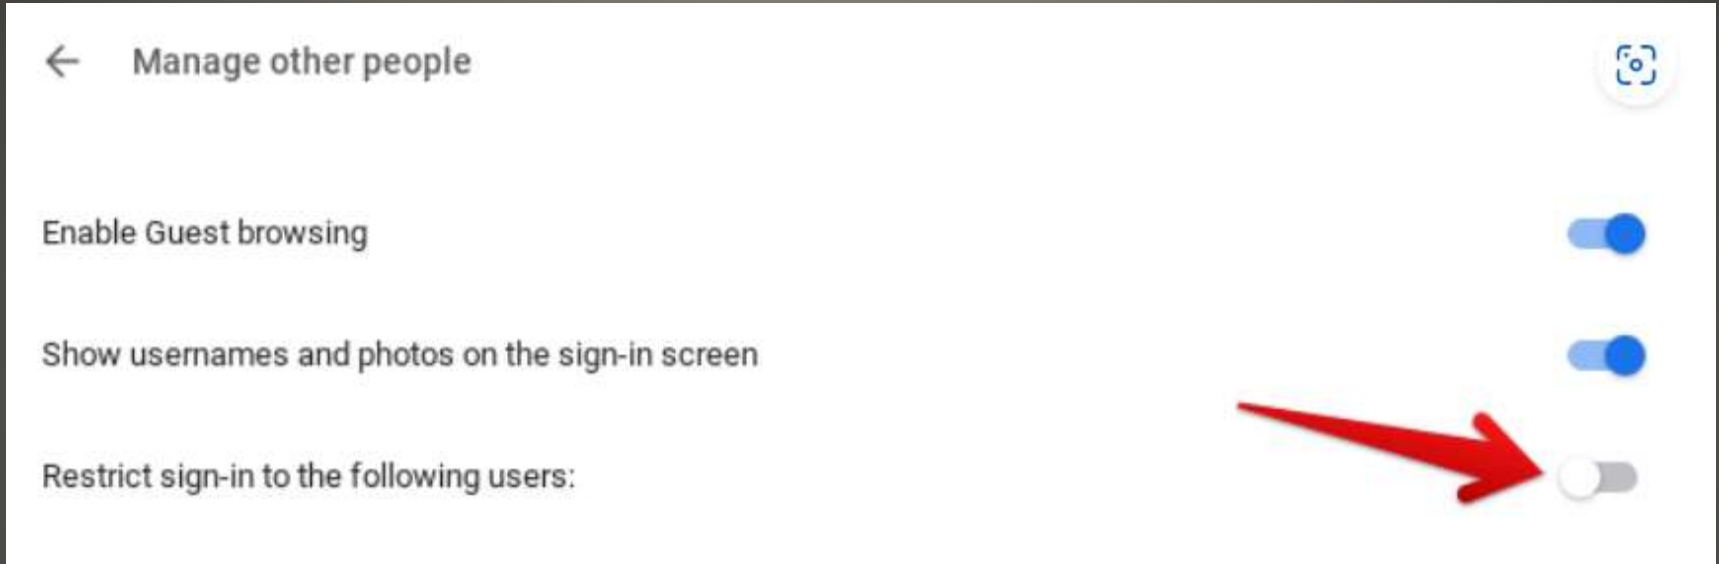 Manage other people
Enable Guest browsing
Show usernames and photos on the sign-in screen
Restrict sign-in to the following users: